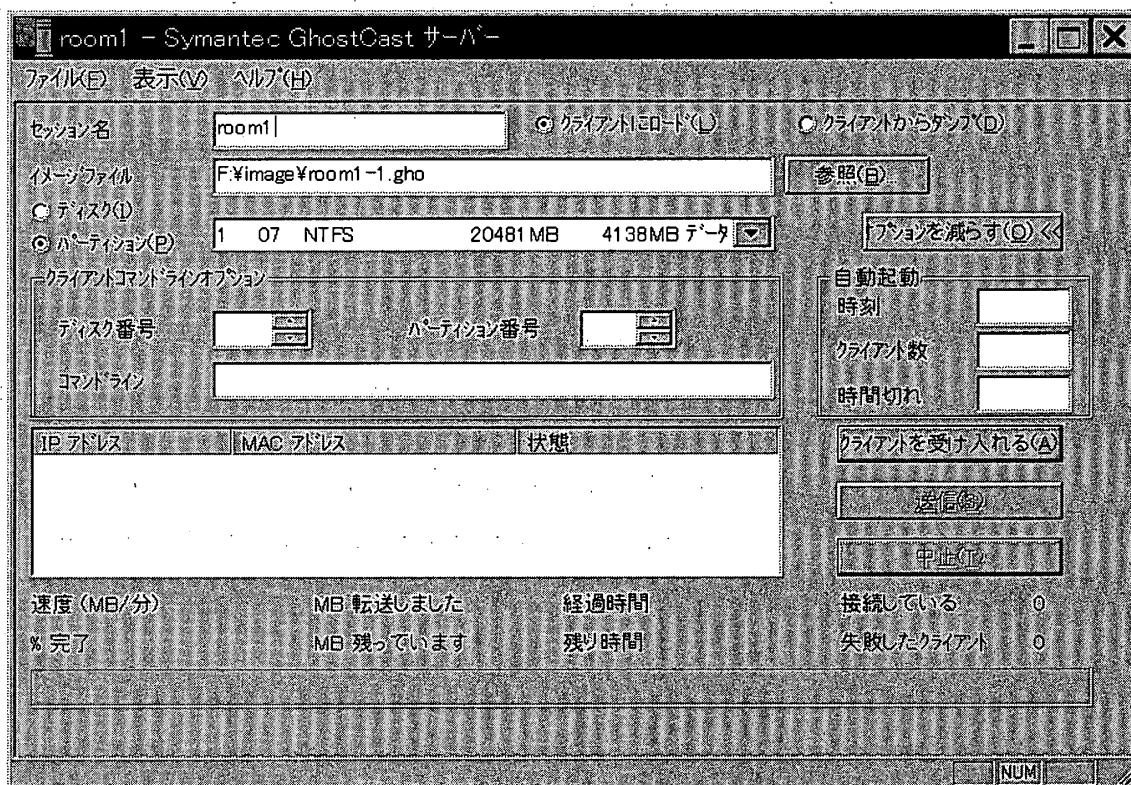 room1 - Symantec GhostCast サーバー
ファイル(F) 表示(V) ヘルプ(H)
セッション名 room1 クライアントにロード(L) クライアントからダンプ(D)
イメージファイル F:¥image¥room1-1.gho 参照(B)...
ディスク(I)
パーティション(P) 1 07 NTFS 20481MB 4138MB データ オプションを減らす(O) <<
クライアントコマンドラインオプション 自動起動
時刻
ディスク番号 パーティション番号
クライアント数
コマンドライン
時間切れ
IP アドレス MAC アドレス 状態 クライアントを受け入れる(A)
送信(S)
中止(T)
速度 (MB/分) MB 転送しました 経過時間 接続している 0
% 完了 MB 残っています 残り時間 失敗したクライアント 0
NUM